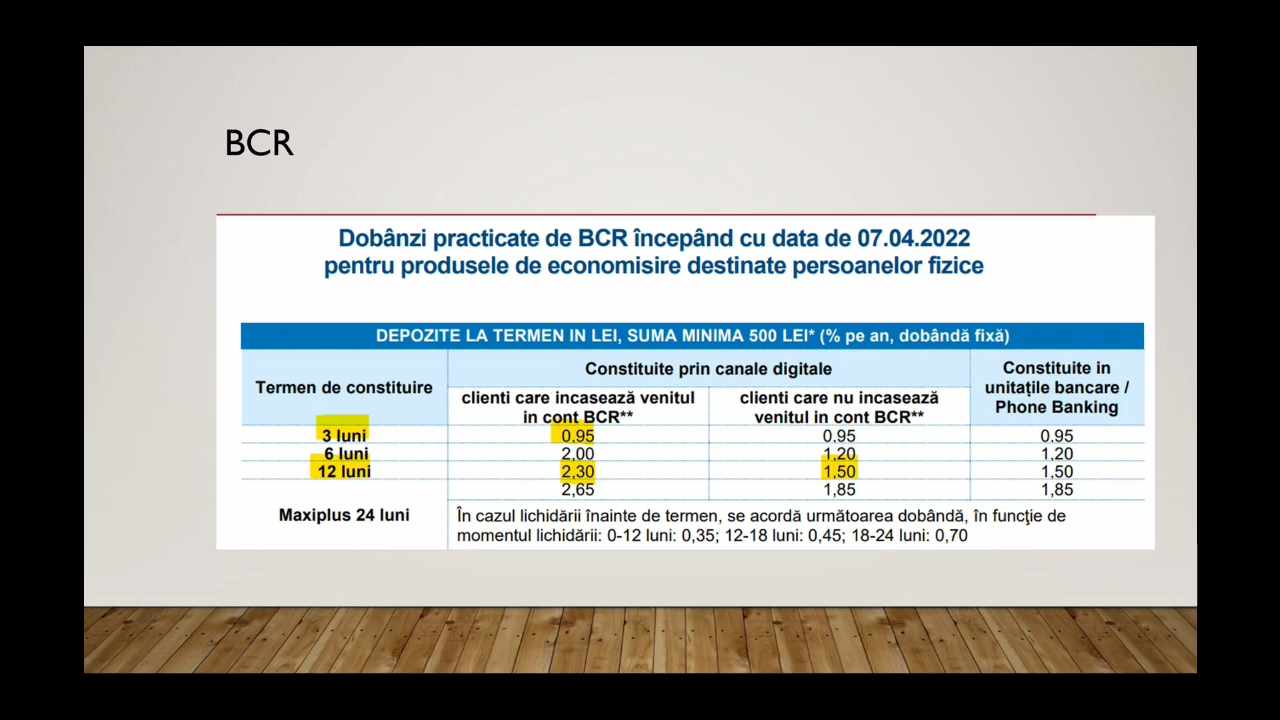 BCR
Dobânzi practicate de BCR începând cu data de 07.04.2022
pentru produsele de economisire destinate persoanelor fizice
DEPOZITE LA TERMEN IN LEI, SUMA MINIMA 500 LEI* (% pe an, dobândă fixă)
Termen de constituire
Constituite prin canale digitale
Constituite in
unitațile bancare /
Phone Banking
clienti care incasează venitul
in cont BCR**
clienti care nu incasează
venitul in cont BCR**
3 luni 0,95 0,95 0,95
6 luni 2,00 1,20 1,20
12 luni 2,30 1,50 1,50
2,65 1,85 1,85
Maxiplus 24 luni
În cazul lichidării înainte de termen, se acordă următoarea dobândă, în funcţie de
momentul lichidării: 0-12 luni: 0,35; 12-18 luni: 0,45; 18-24 luni: 0,70